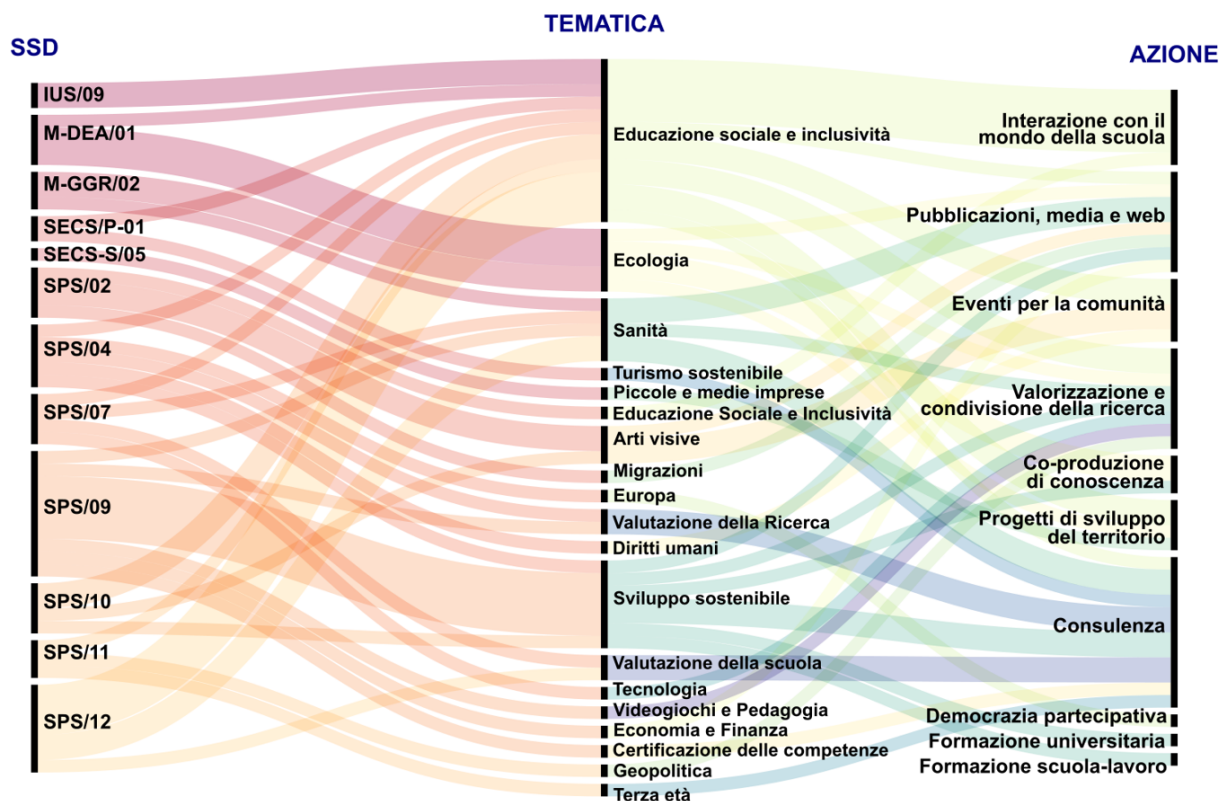 SSD
IUS/09
M-DEA/01
M-GGR/02
SECS/P-01
SECS-S/05
SPS/02
SPS/04
SPS/07
SPS/09
SPS/10
SPS/11
SPS/12
TEMATICA
Educazione sociale e inclusività
Ecologia
Sanità
Turismo sostenibile
Piccole e medie imprese
Educazione Sociale e Inclusività
Arti visive
Migrazioni
Europa
Valutazione della Ricerca
Diritti umani
Sviluppo sostenibile
Valutazione della scuola
Tecnologia
Videogiochi e Pedagogia
Economia e Finanza
Certificazione delle competenze
Geopolitica
Terza età
AZIONE
Interazione con il
mondo della scuola
Pubblicazioni, media e web
Eventi per la comunità
Valorizzazione e
condivisione della ricerca
Co-produzione
di conoscenza
Progetti di sviluppo
del territorio
Consulenza
Democrazia partecipativa
Formazione universitaria
Formazione scuola-lavoro